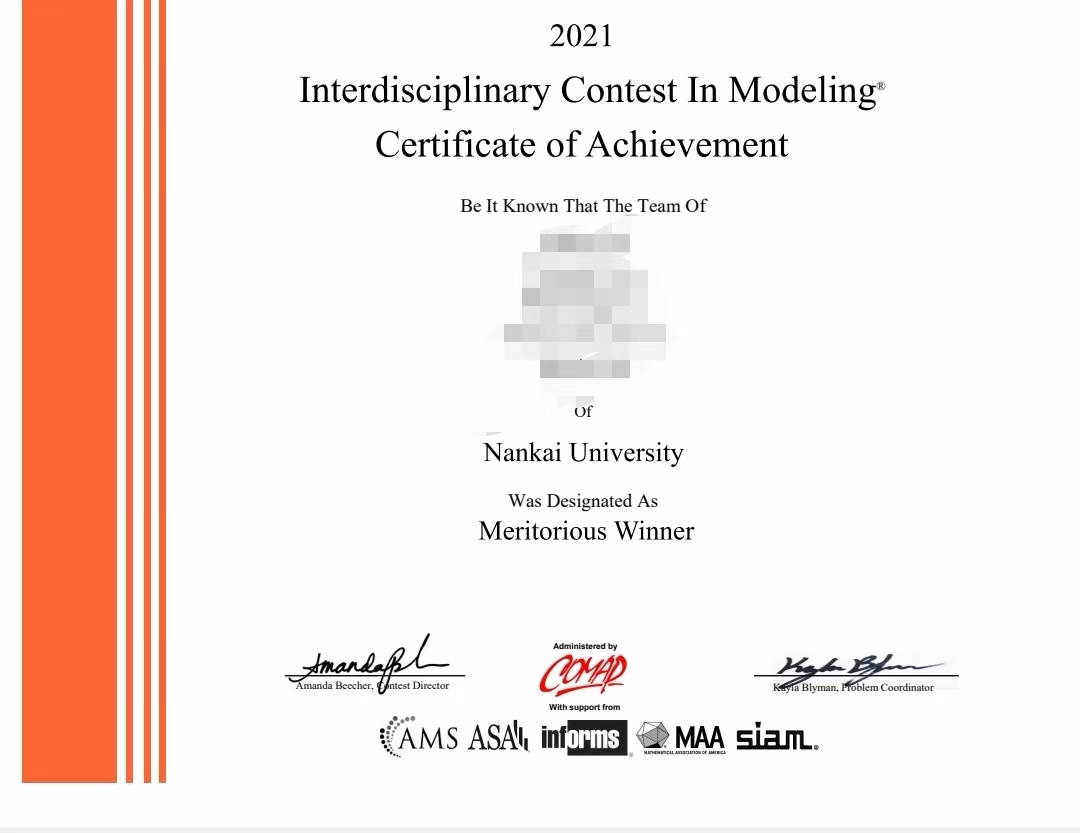 2021
Interdisciplinary Contest In Modeling®
Certificate of Achievement
Be It Known That The Team Of
Of
Nankai University
Was Designated As
Meritorious Winner
Administered by
COMAP
Amanda Beecher, Contest Director
Kayla Blyman, Problem Coordinator
With support from
AMS ASA informs MAA siam®
MATHEMATICAL ASSOCIATION OF AMERICA